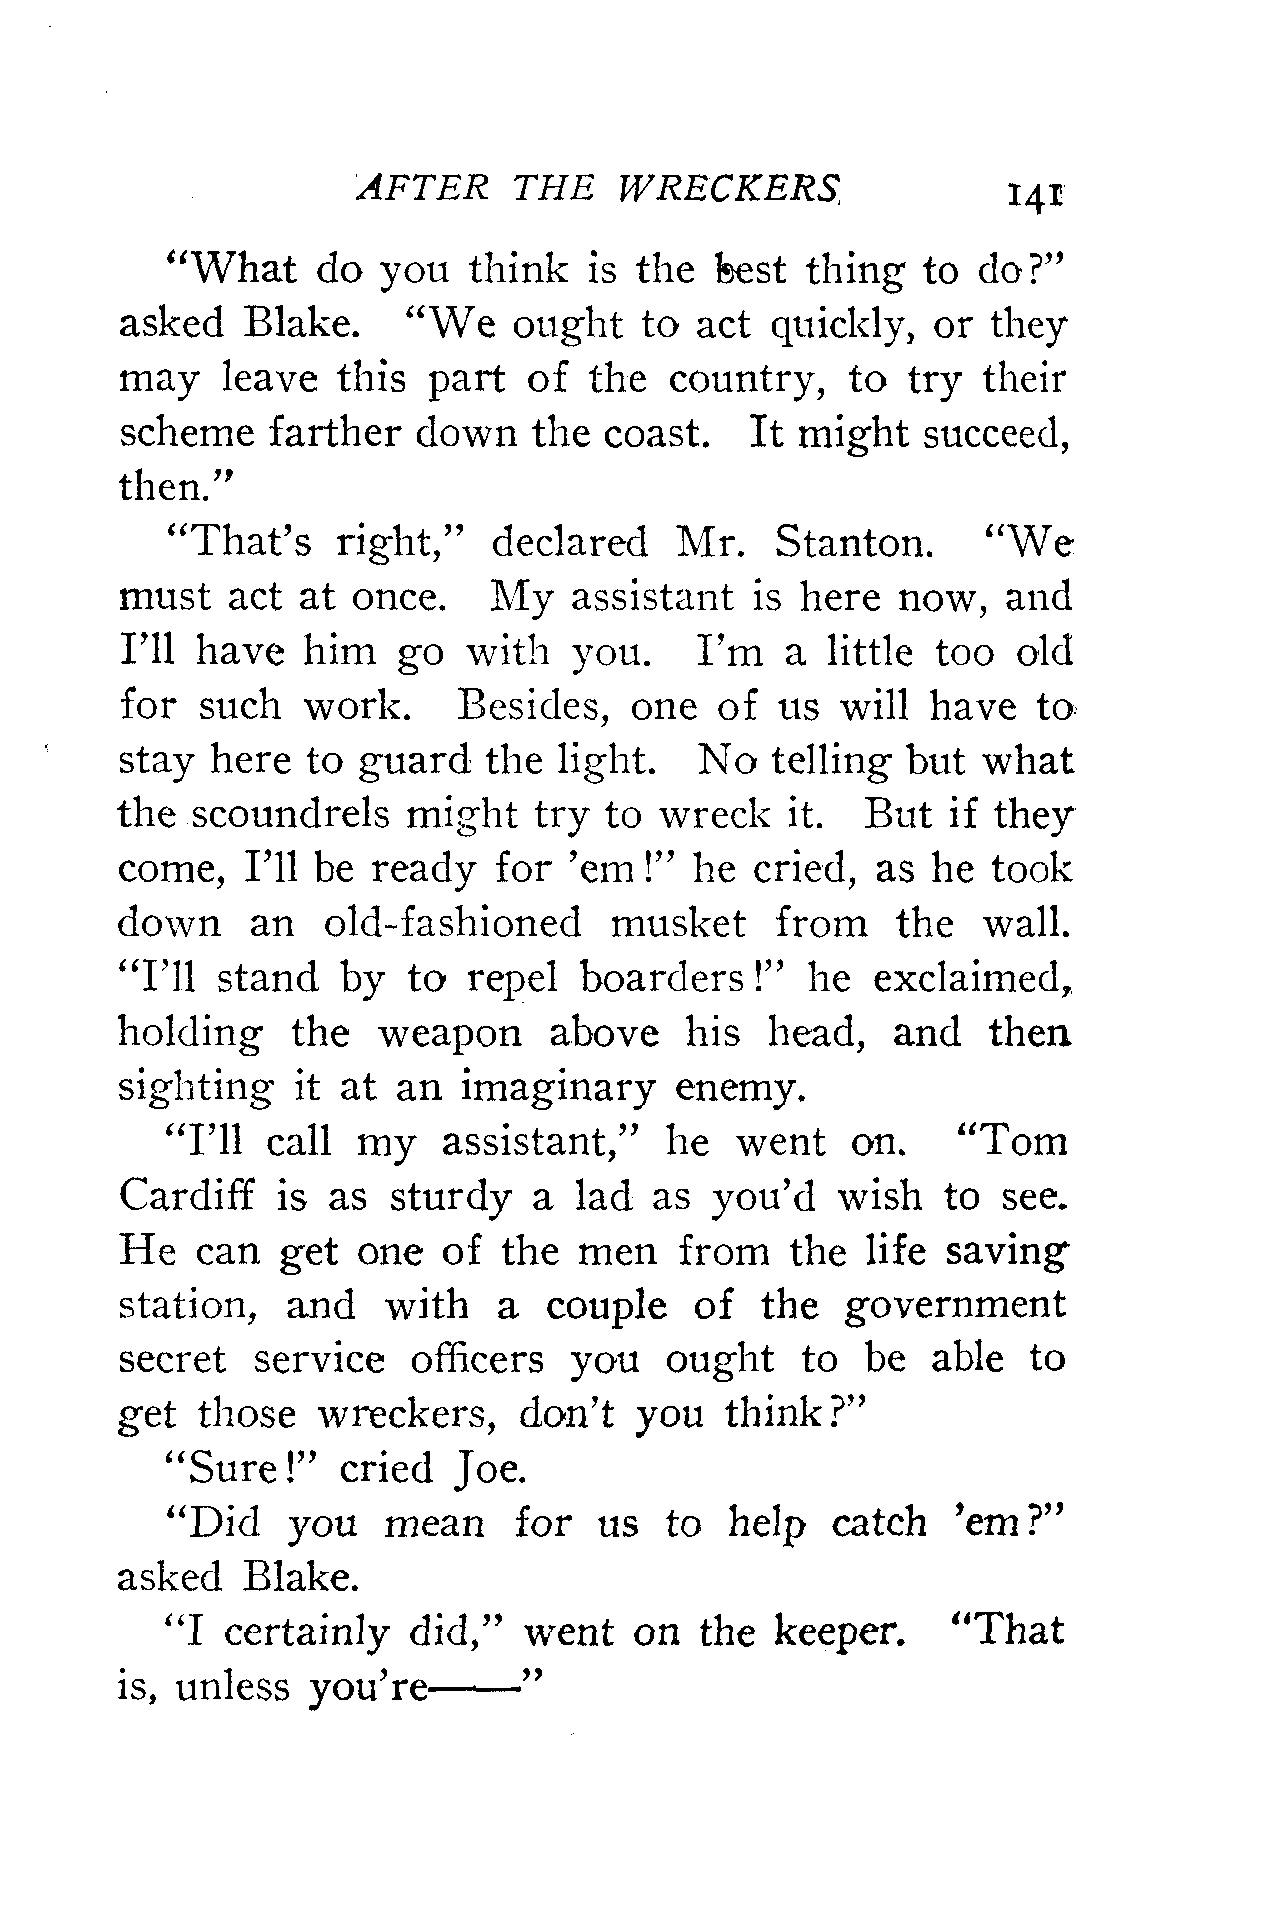 AFTER THE WRECKERS 141
“What do you think is the best thing to do?”
asked Blake. “We ought to act quickly, or they
may leave this part of the country, to try their
scheme farther down the coast. It might succeed,
then.”
“That’s right,” declared Mr. Stanton. “We
must act at once. My assistant is here now, and
I’ll have him go with you. I’m a little too old
for such work. Besides, one of us will have to
stay here to guard the light. No telling but what
the scoundrels might try to wreck it. But if they
come, I’ll be ready for ’em!” he cried, as he took
down an old-fashioned musket from the wall.
“I’ll stand by to repel boarders!” he exclaimed,
holding the weapon above his head, and then
sighting it at an imaginary enemy.
“I’ll call my assistant,” he went on. “Tom
Cardiff is as sturdy a lad as you’d wish to see.
He can get one of the men from the life saving
station, and with a couple of the government
secret service officers you ought to be able to
get those wreckers, don’t you think?”
“Sure!” cried Joe.
“Did you mean for us to help catch ’em?”
asked Blake.
“I certainly did,” went on the keeper. “That
is, unless you’re——”